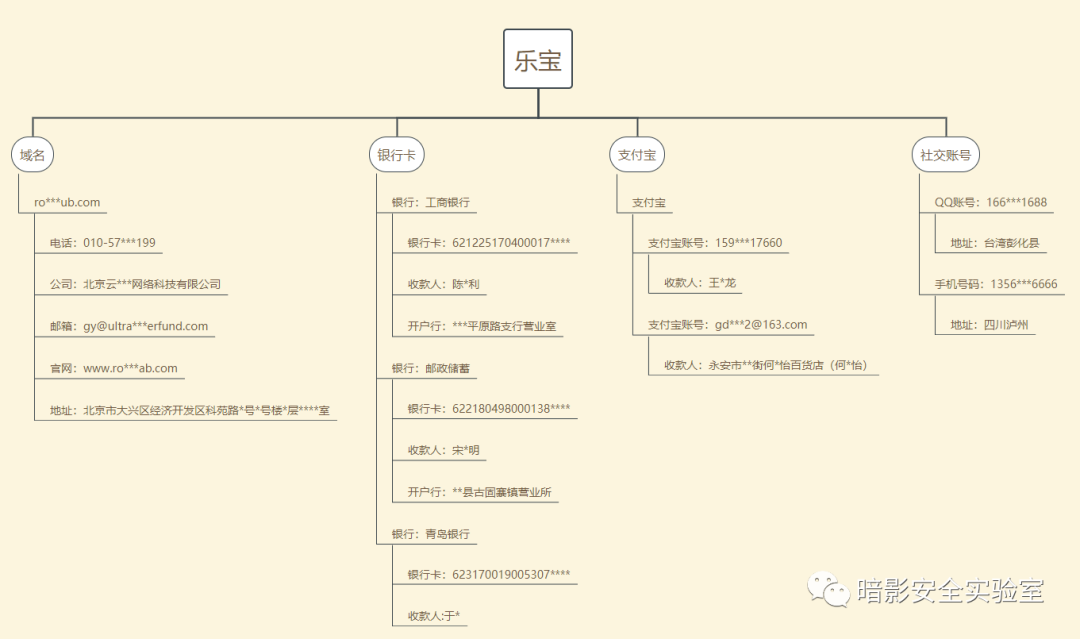 乐宝
域名
ro***ub.com
电话：010-57***199
公司：北京云***网络科技有限公司
邮箱：gy@ultra***erfund.com
官网：www.ro***ab.com
地址：北京市大兴区经济开发区科苑路*号*号楼*层****室
银行卡
银行：工商银行
银行卡：621225170400017****
收款人：陈*利
开户行：***平原路支行营业室
银行：邮政储蓄
银行卡：622180498000138****
收款人：宋*明
开户行：**县古固寨镇营业所
银行：青岛银行
银行卡：623170019005307****
收款人:于*
支付宝
支付宝
支付宝账号：159***17660
收款人：王*龙
支付宝账号：gd***2@163.com
收款人：永安市**街何*怡百货店（何*怡）
社交账号
QQ账号：166***1688
地址：台湾彭化县
手机号码：1356***6666
地址：四川泸州
暗影安全实验室